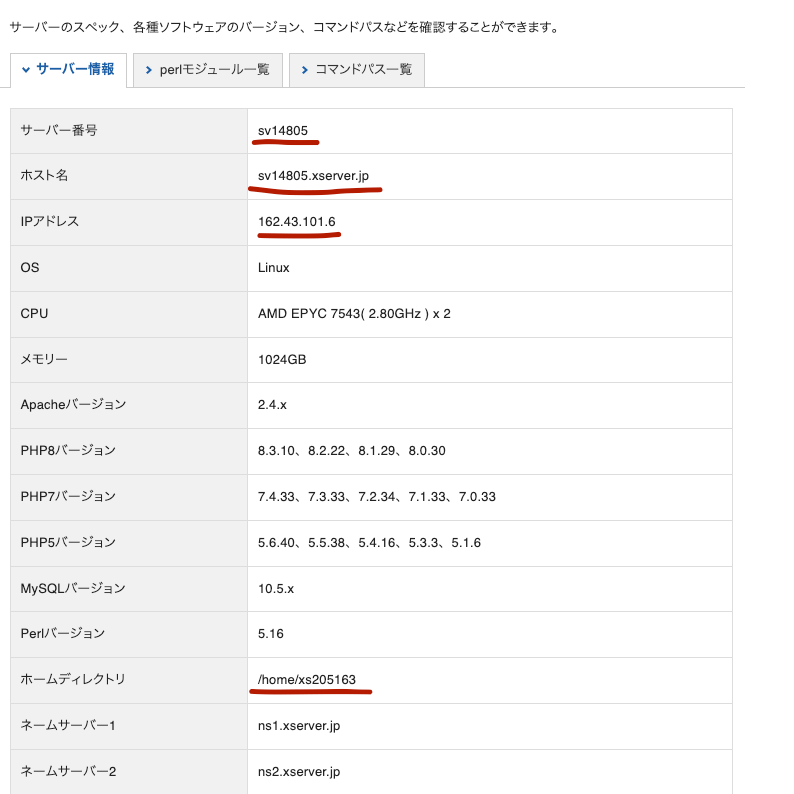 サーバーのスペック、各種ソフトウェアのバージョン、コマンドパスなどを確認することができます。
サーバー情報 perlモジュール一覧 コマンドパス一覧
サーバー番号 sv14805
ホスト名 sv14805.xserver.jp
IPアドレス 162.43.101.6
OS Linux
CPU AMD EPYC 7543( 2.80GHz ) x 2
メモリー 1024GB
Apacheバージョン 2.4.x
PHP8バージョン 8.3.10、8.2.22、8.1.29、8.0.30
PHP7バージョン 7.4.33、7.3.33、7.2.34、7.1.33、7.0.33
PHP5バージョン 5.6.40、5.5.38、5.4.16、5.3.3、5.1.6
MySQLバージョン 10.5.x
Perlバージョン 5.16
ホームディレクトリ /home/xs205163
ネームサーバー1 ns1.xserver.jp
ネームサーバー2 ns2.xserver.jp